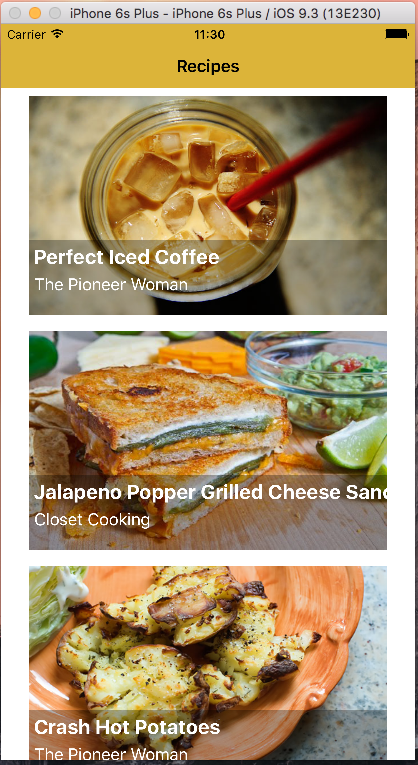 iPhone 6s Plus - iPhone 6s Plus / iOS 9.3 (13E230)
Carrier 11:30
Recipes
Perfect Iced Coffee
The Pioneer Woman
Jalapeno Popper Grilled Cheese Sand
Closet Cooking
Crash Hot Potatoes
The Pioneer Woman